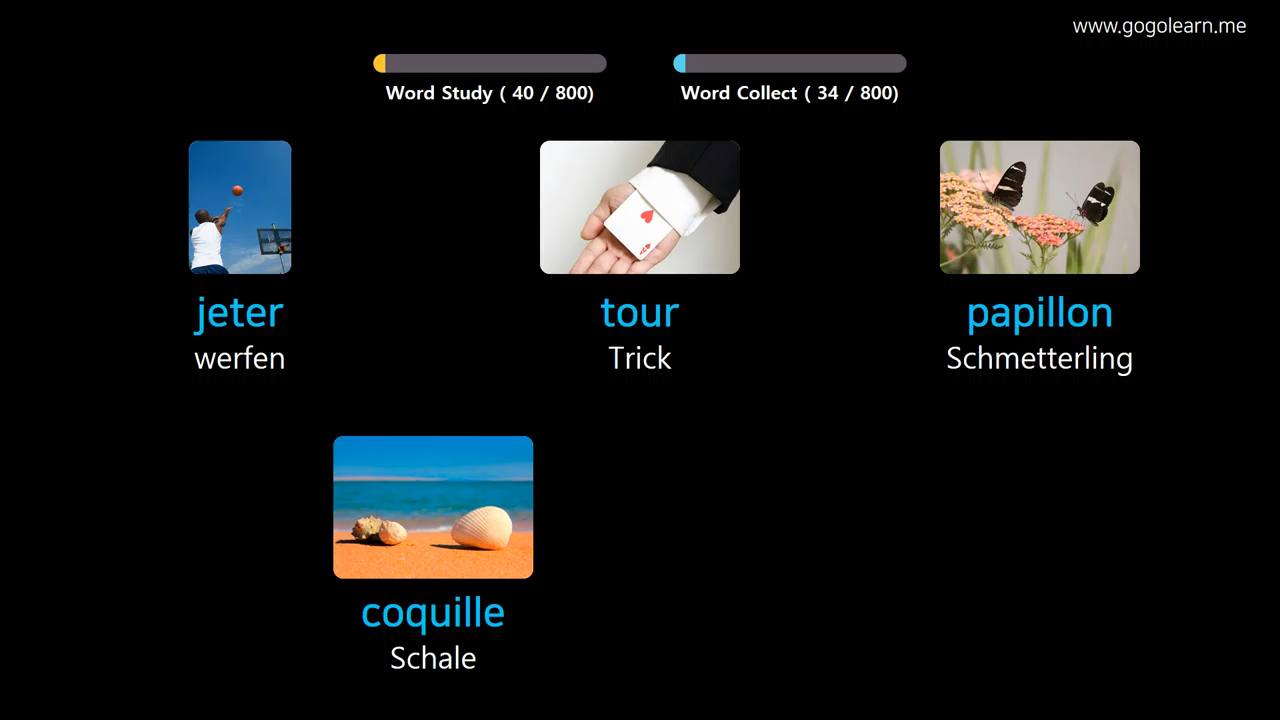 www.gogolearn.me
Word Study ( 40 / 800)
Word Collect ( 34 / 800)
jeter
werfen
tour
Trick
papillon
Schmetterling
coquille
Schale